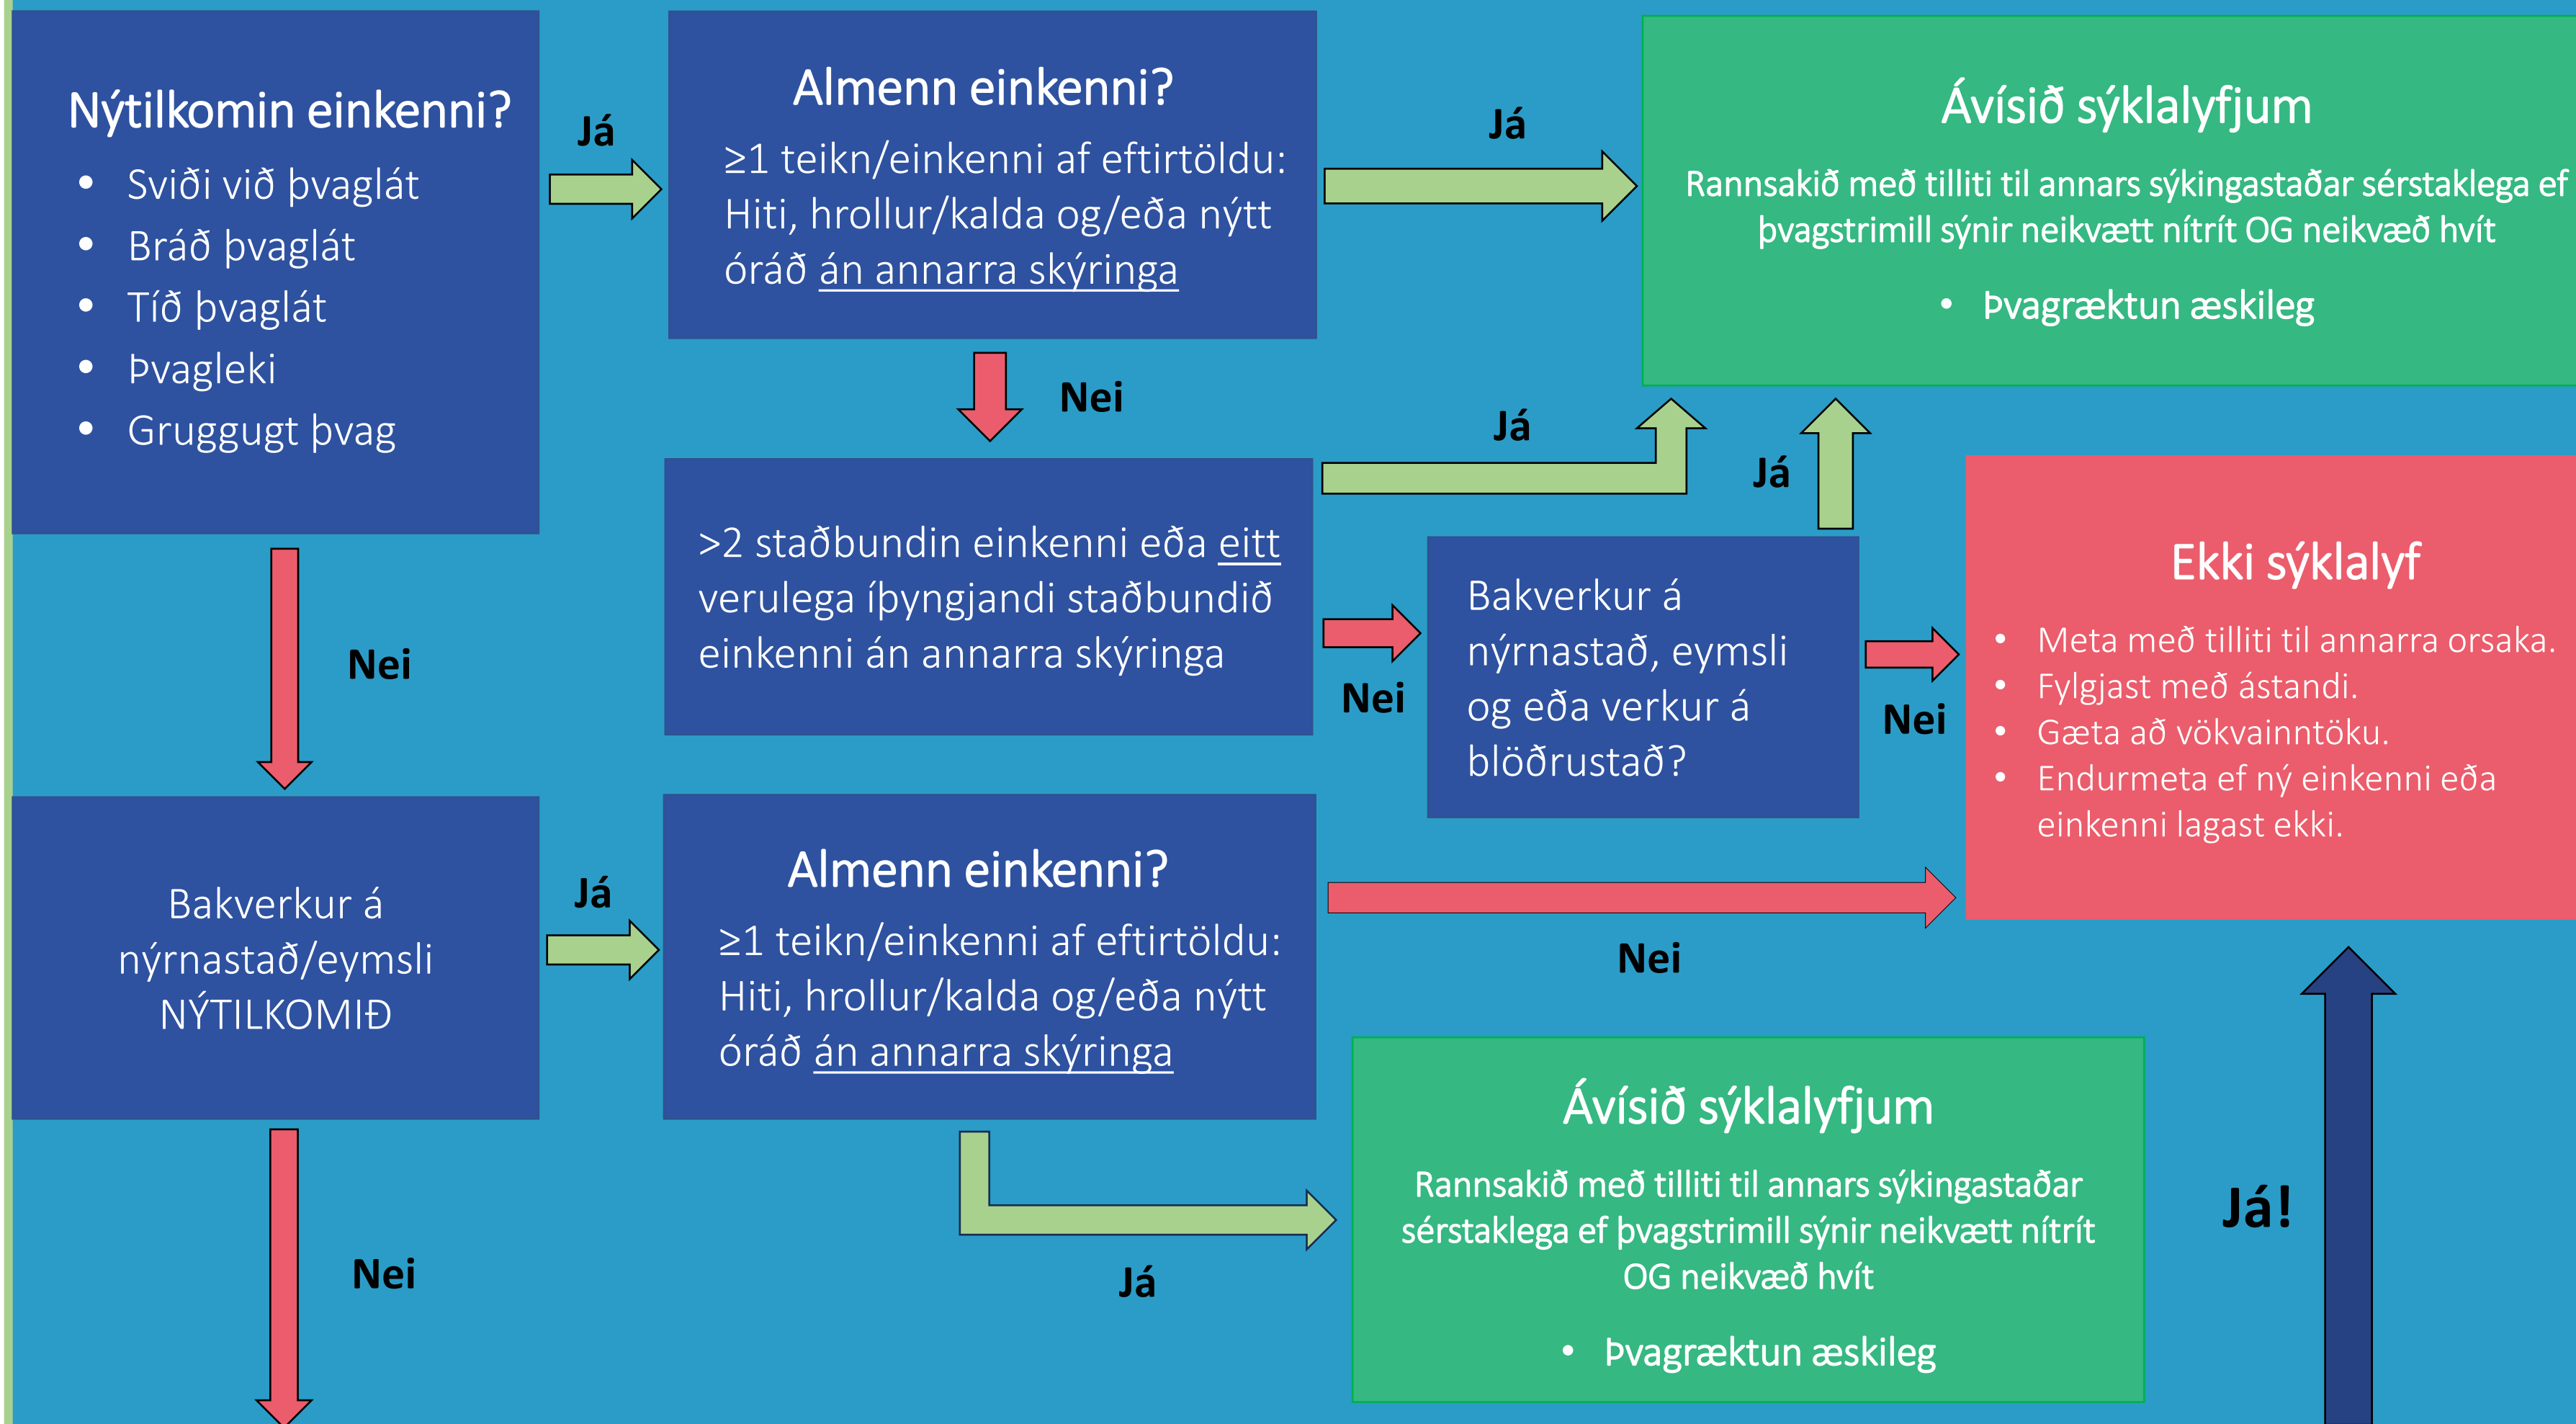 Nýtilkomin einkenni?
• Sviði við þvaglát
• Bráð þvaglát
• Tíð þvaglát
• Þvagleki
• Gruggugt þvag
Já
Almenn einkenni?
≥1 teikn/einkenni af eftirtöldu:
Hiti, hrollur/kalda og/eða nýtt
óráð án annarra skýringa
Já
Ávísið sýklalyfjum
Rannsakið með tilliti til annars sýkingastaðar sérstaklega ef
þvagstrimill sýnir neikvætt nítrít OG neikvæð hvít
• Þvagræktun æskileg
Nei
Já
Já
>2 staðbundin einkenni eða eitt
verulega íþyngjandi staðbundið
einkenni án annarra skýringa
Nei
Bakverkur á
nýrnastað, eymsli
og eða verkur á
blöðrustað?
Nei
Ekki sýklalyf
• Meta með tilliti til annarra orsaka.
• Fylgjast með ástandi.
• Gæta að vökvainntöku.
• Endurmeta ef ný einkenni eða
einkenni lagast ekki.
Nei
Bakverkur á
nýrnastað/eymsli
NÝTILKOMIÐ
Já
Almenn einkenni?
≥1 teikn/einkenni af eftirtöldu:
Hiti, hrollur/kalda og/eða nýtt
óráð án annarra skýringa
Nei
Já
Ávísið sýklalyfjum
Rannsakið með tilliti til annars sýkingastaðar
sérstaklega ef þvagstrimill sýnir neikvætt nítrít
OG neikvæð hvít
• Þvagræktun æskileg
Já!
Nei